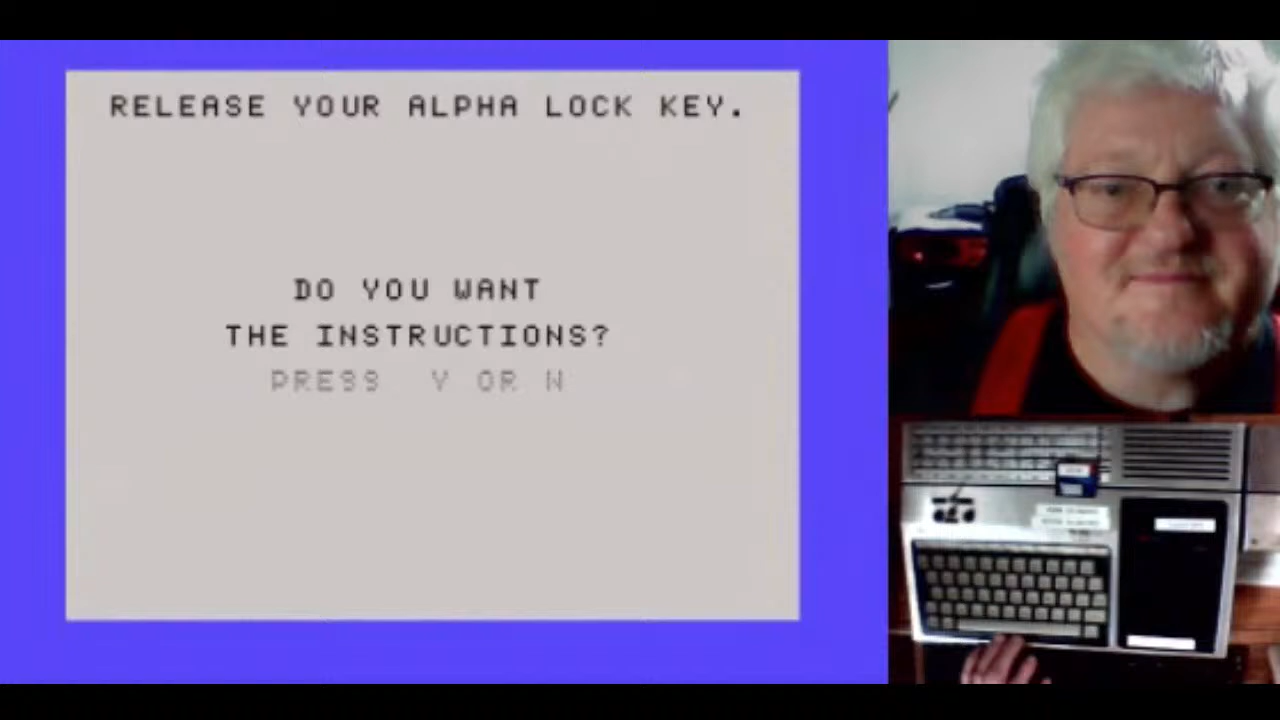 RELEASE YOUR ALPHA LOCK KEY.
DO YOU WANT
THE INSTRUCTIONS?
PRESS Y OR N